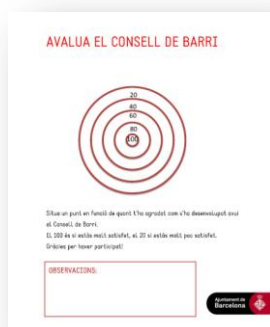 AVALUA EL CONSELL DE BARRI
20
40
60
80
100
Situa un punt en funció de quant t'ha agradat com s'ha desenvolupat avui
el Consell de Barri.
EL 100 és si estàs molt satisfet, el 20 si estàs molt poc satisfet.
Gràcies per haver participat!
OBSERVACIONS:
Ajuntament de
Barcelona